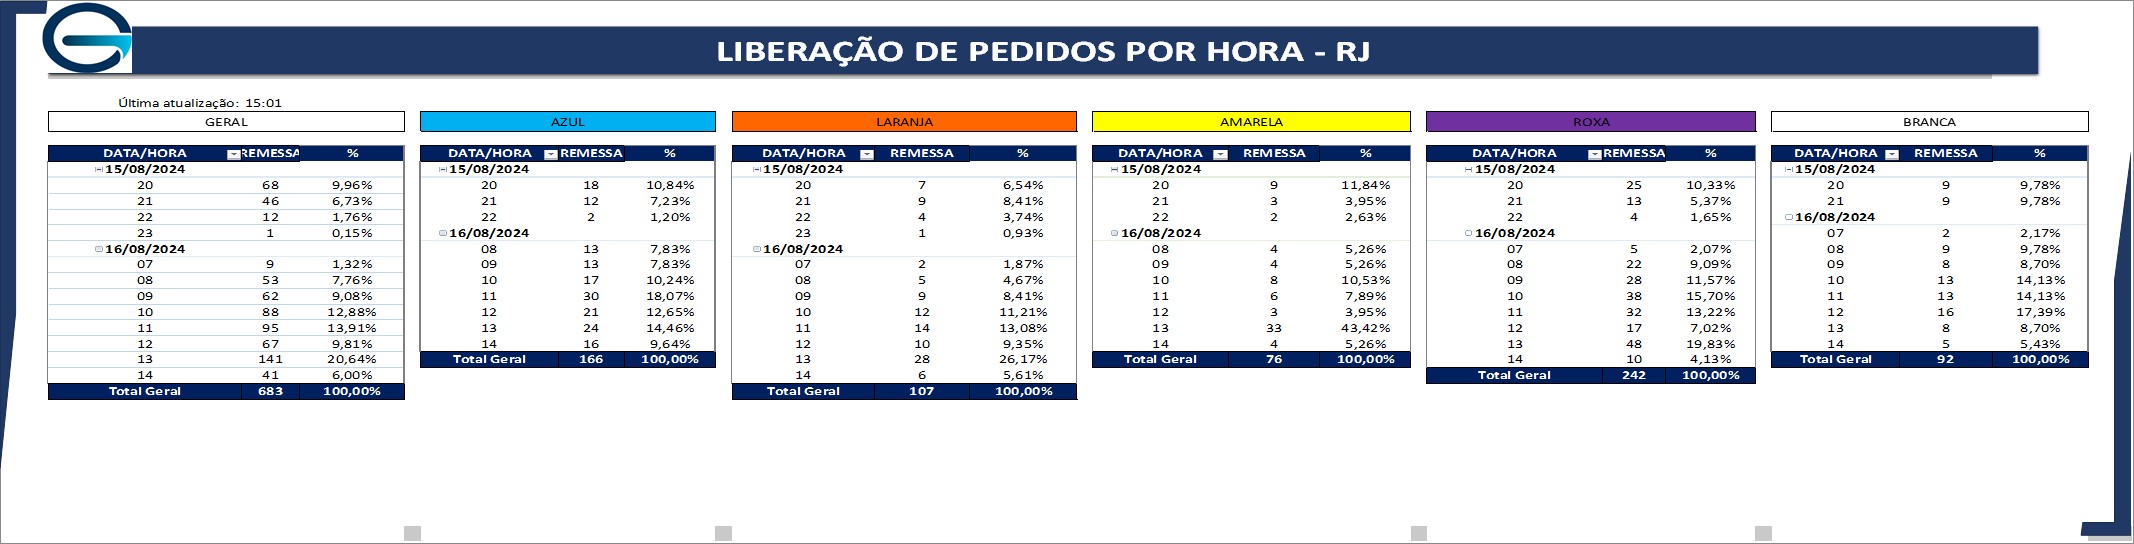 LIBERAÇÃO DE PEDIDOS POR HORA - RJ
Última atualização: 15:01
GERAL
DATA/HORA REMESSA %
15/08/2024
20 68 9,96%
21 46 6,73%
22 12 1,76%
23 1 0,15%
16/08/2024
07 9 1,32%
08 53 7,76%
09 62 9,08%
10 88 12,88%
11 95 13,91%
12 67 9,81%
13 141 20,64%
14 41 6,00%
Total Geral 683 100,00%
AZUL
DATA/HORA REMESSA %
15/08/2024
20 18 10,84%
21 12 7,23%
22 2 1,20%
16/08/2024
08 13 7,83%
09 13 7,83%
10 17 10,24%
11 30 18,07%
12 21 12,65%
13 24 14,46%
14 16 9,64%
Total Geral 166 100,00%
LARANJA
DATA/HORA REMESSA %
15/08/2024
20 7 6,54%
21 9 8,41%
22 4 3,74%
23 1 0,93%
16/08/2024
07 2 1,87%
08 5 4,67%
09 9 8,41%
10 12 11,21%
11 14 13,08%
12 10 9,35%
13 28 26,17%
14 6 5,61%
Total Geral 107 100,00%
AMARELA
DATA/HORA REMESSA %
15/08/2024
20 9 11,84%
21 3 3,95%
22 2 2,63%
16/08/2024
08 4 5,26%
09 4 5,26%
10 8 10,53%
11 6 7,89%
12 3 3,95%
13 33 43,42%
14 4 5,26%
Total Geral 76 100,00%
ROXA
DATA/HORA REMESSA %
15/08/2024
20 25 10,33%
21 13 5,37%
22 4 1,65%
16/08/2024
07 5 2,07%
08 22 9,09%
09 28 11,57%
10 38 15,70%
11 32 13,22%
12 17 7,02%
13 48 19,83%
14 10 4,13%
Total Geral 242 100,00%
BRANCA
DATA/HORA REMESSA %
15/08/2024
20 9 9,78%
21 9 9,78%
16/08/2024
07 2 2,17%
08 9 9,78%
09 8 8,70%
10 13 14,13%
11 13 14,13%
12 16 17,39%
13 8 8,70%
14 5 5,43%
Total Geral 92 100,00%